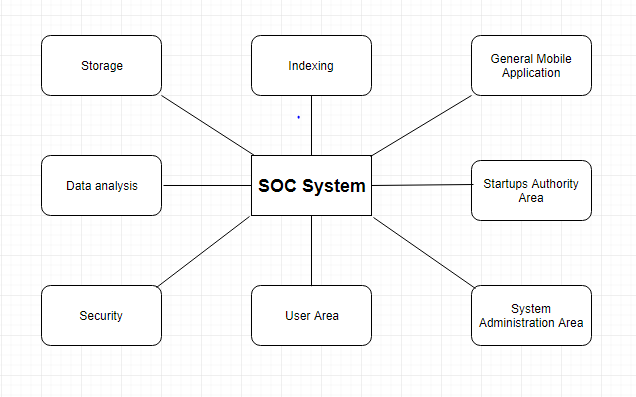 Storage
Indexing
General Mobile
Application
Data analysis
SOC System
Startups Authority
Area
Security
User Area
System
Administration Area